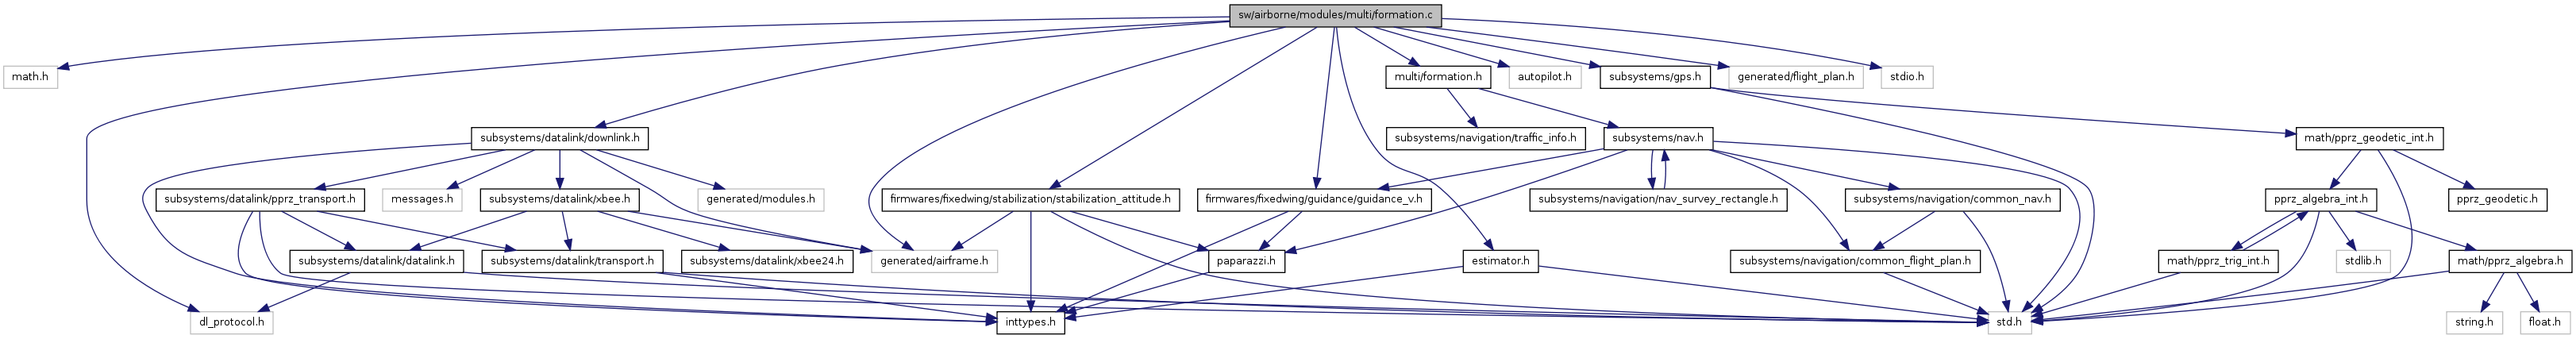 sw/airborne/modules/multi/formation.c
math.h
multi/formation.h
autopilot.h
subsystems/gps.h
generated/flight_plan.h
stdio.h
subsystems/datalink/downlink.h
subsystems/navigation/traffic_info.h
subsystems/nav.h
math/pprz_geodetic_int.h
subsystems/datalink/pprz_transport.h
messages.h
subsystems/datalink/xbee.h
generated/modules.h
firmwares/fixedwing/stabilization/stabilization_attitude.h
firmwares/fixedwing/guidance/guidance_v.h
subsystems/navigation/nav_survey_rectangle.h
subsystems/navigation/common_nav.h
pprz_algebra_int.h
pprz_geodetic.h
subsystems/datalink/datalink.h
subsystems/datalink/transport.h
subsystems/datalink/xbee24.h
generated/airframe.h
paparazzi.h
estimator.h
subsystems/navigation/common_flight_plan.h
math/pprz_trig_int.h
stdlib.h
math/pprz_algebra.h
dl_protocol.h
inttypes.h
std.h
string.h
float.h